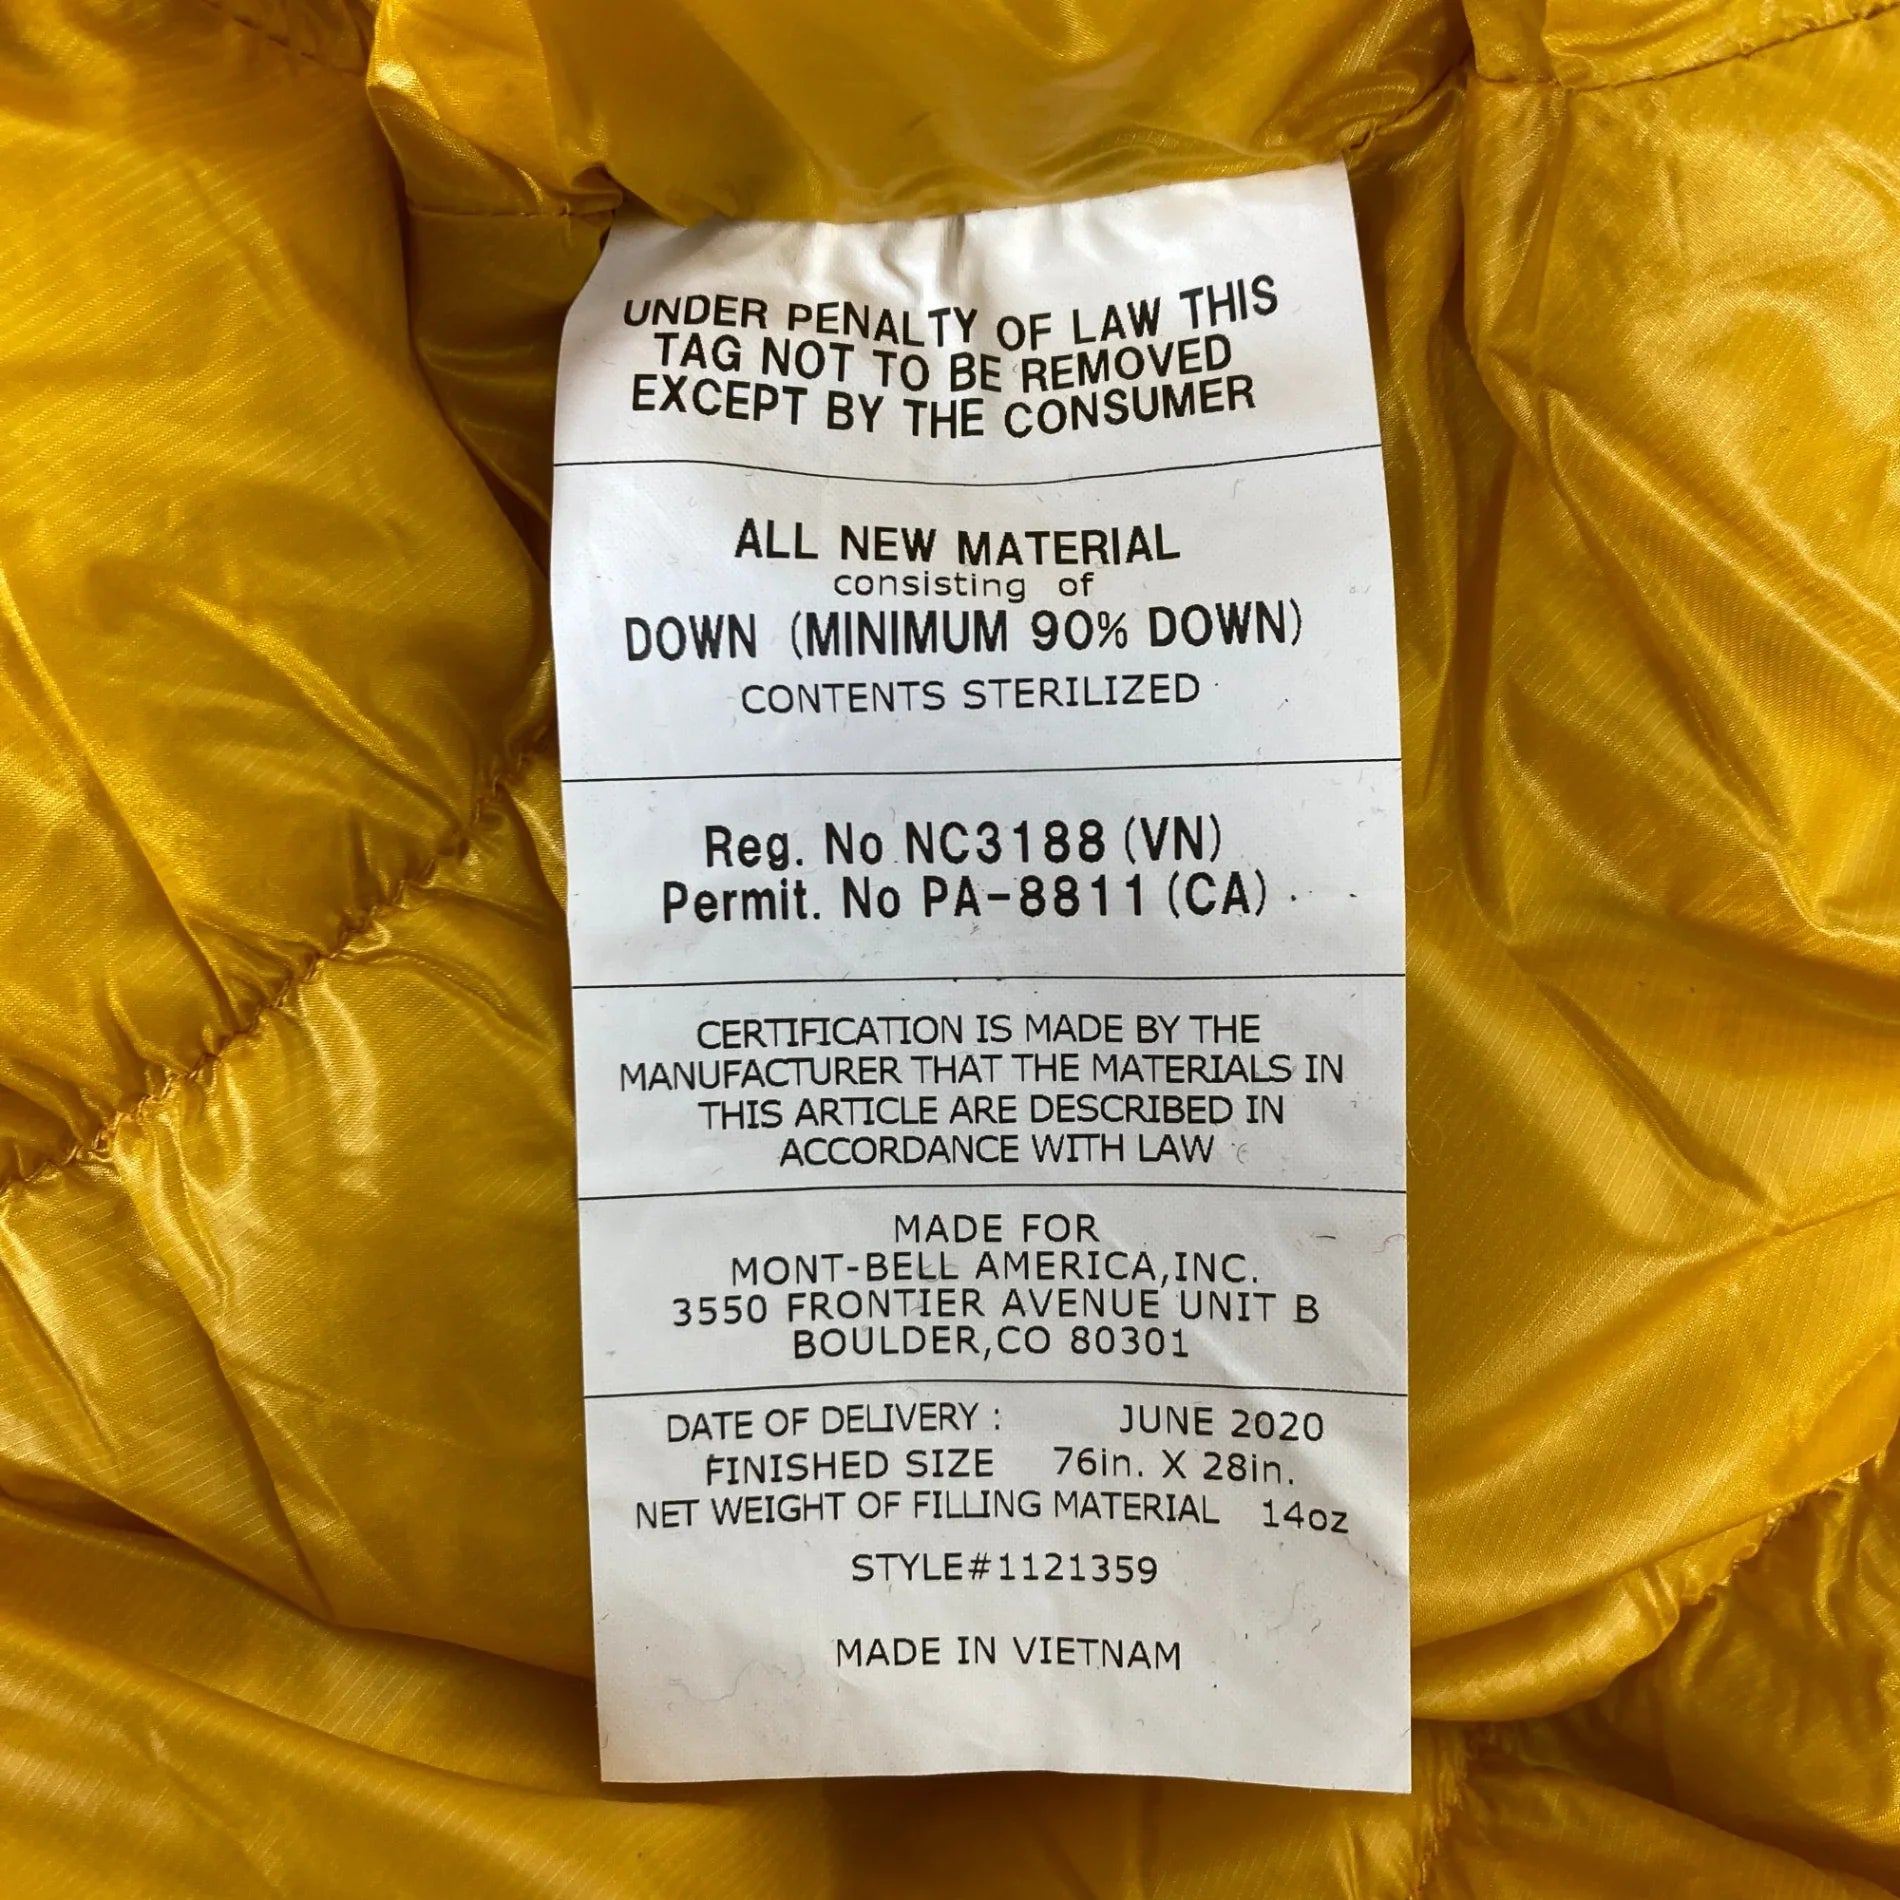 UNDER PENALTY OF LAW THIS
TAG NOT TO BE REMOVED
EXCEPT BY THE CONSUMER
ALL NEW MATERIAL
consisting of
DOWN (MINIMUM 90% DOWN)
CONTENTS STERILIZED
Reg. No NC3188 (VN)
Permit. No PA-8811 (CA)
CERTIFICATION IS MADE BY THE
MANUFACTURER THAT THE MATERIALS IN
THIS ARTICLE ARE DESCRIBED IN
ACCORDANCE WITH LAW
MADE FOR
MONT-BELL AMERICA,INC.
3550 FRONTIER AVENUE UNIT B
BOULDER,CO 80301
DATE OF DELIVERY : JUNE 2020
FINISHED SIZE 76in. X 28in.
NET WEIGHT OF FILLING MATERIAL 14oz
STYLE#1121359
MADE IN VIETNAM